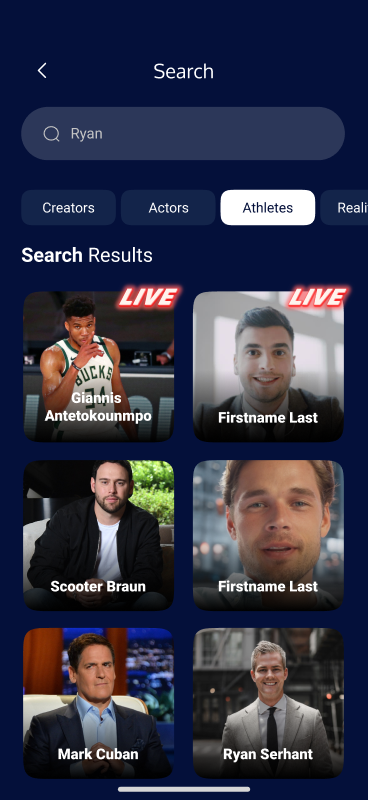 Search
Ryan
Creators
Actors
Athletes
Reali
Search Results
LIVE
LIVE
BUCKS
34
Giannis
Antetokounmpo
Firstname Last
Scooter Braun
Firstname Last
Mark Cuban
Ryan Serhant